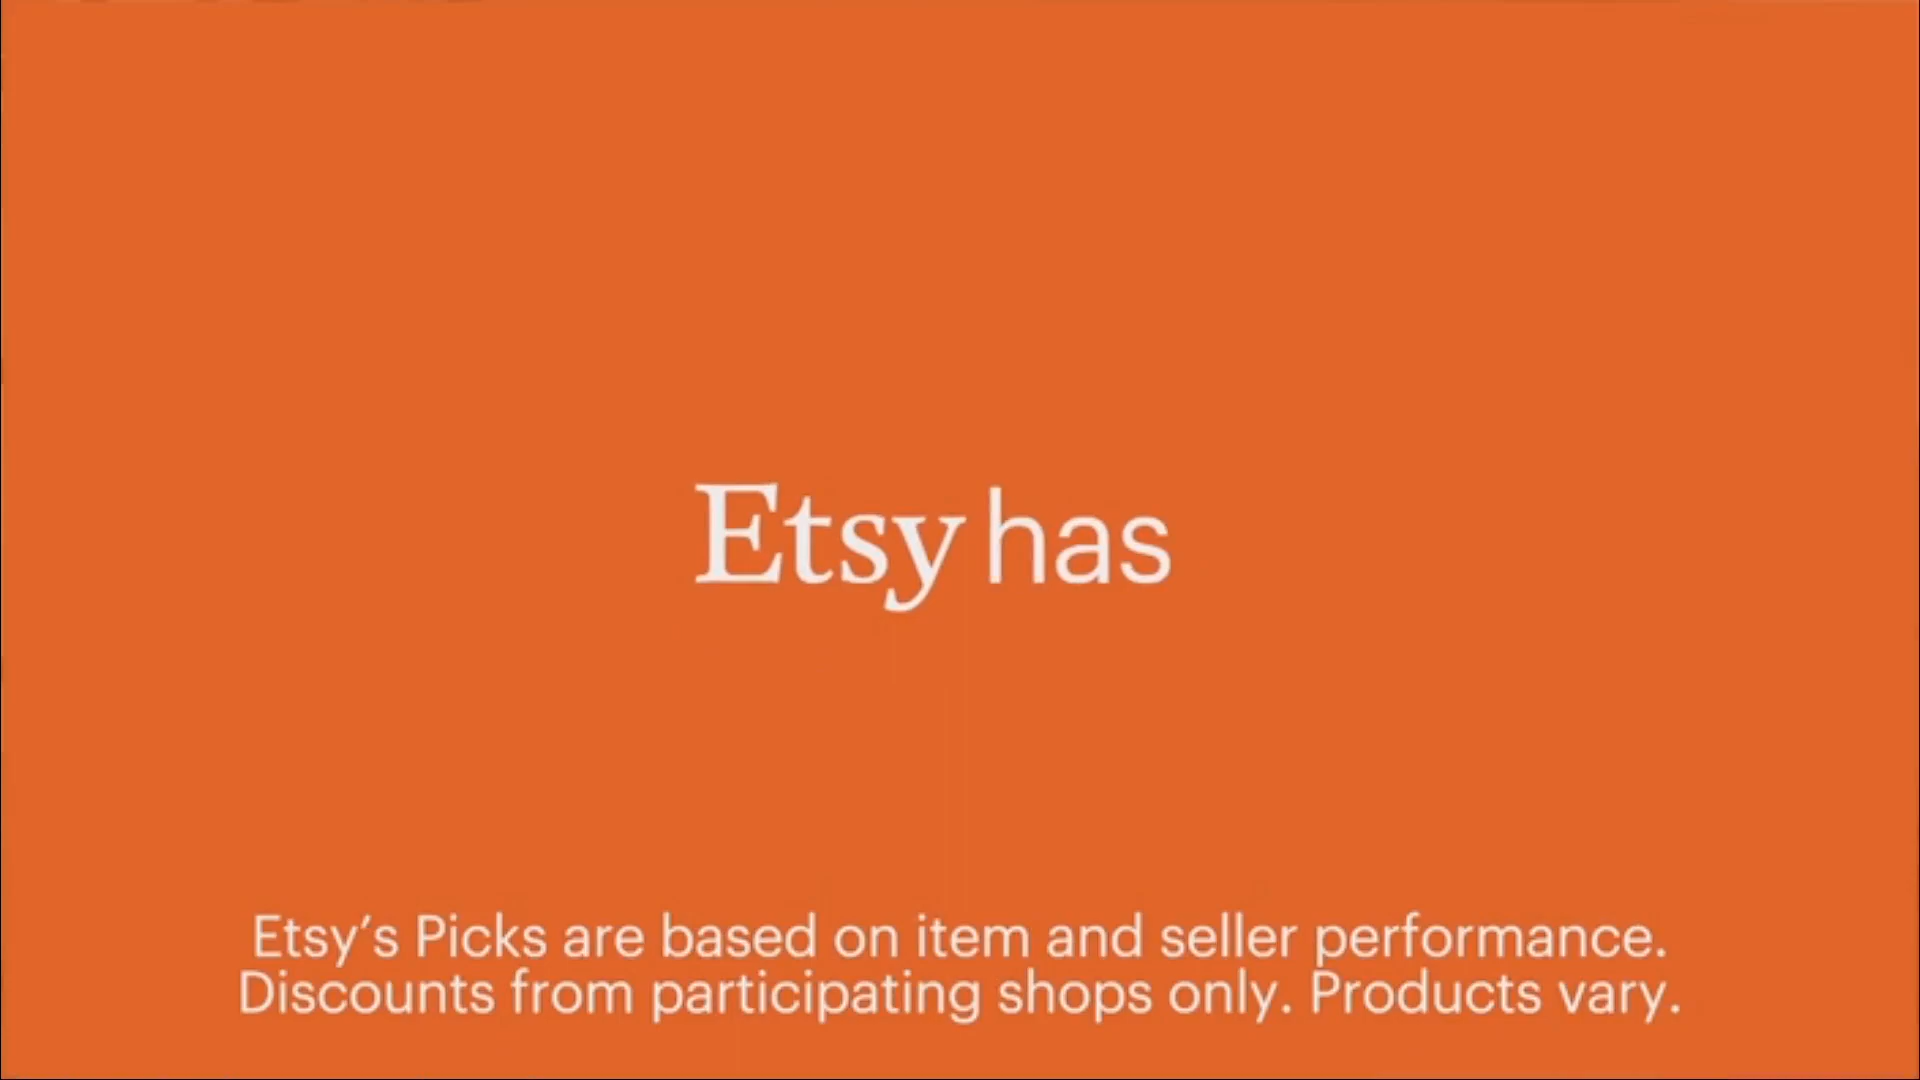 Etsy has
Etsy’s Picks are based on item and seller performance.
Discounts from participating shops only. Products vary.